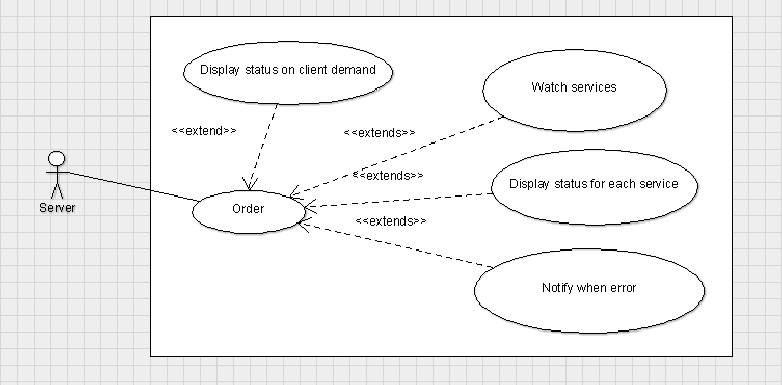 Display status on client demand
Watch services
<<extend>>
<<extends>>
<<extends>>
Display status for each service
Server
Order
<<extends>>
Notify when error